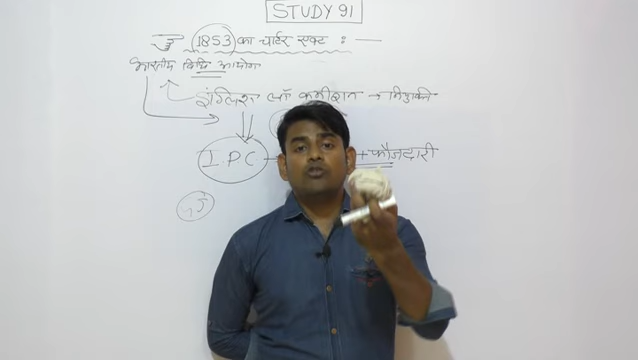 STUDY 91
1853 का चार्टर एक्ट : —
भारतीय विधि आयोग
इंग्लिश लॉ कमीशन → नियुक्ति
IPC + फौजदारी